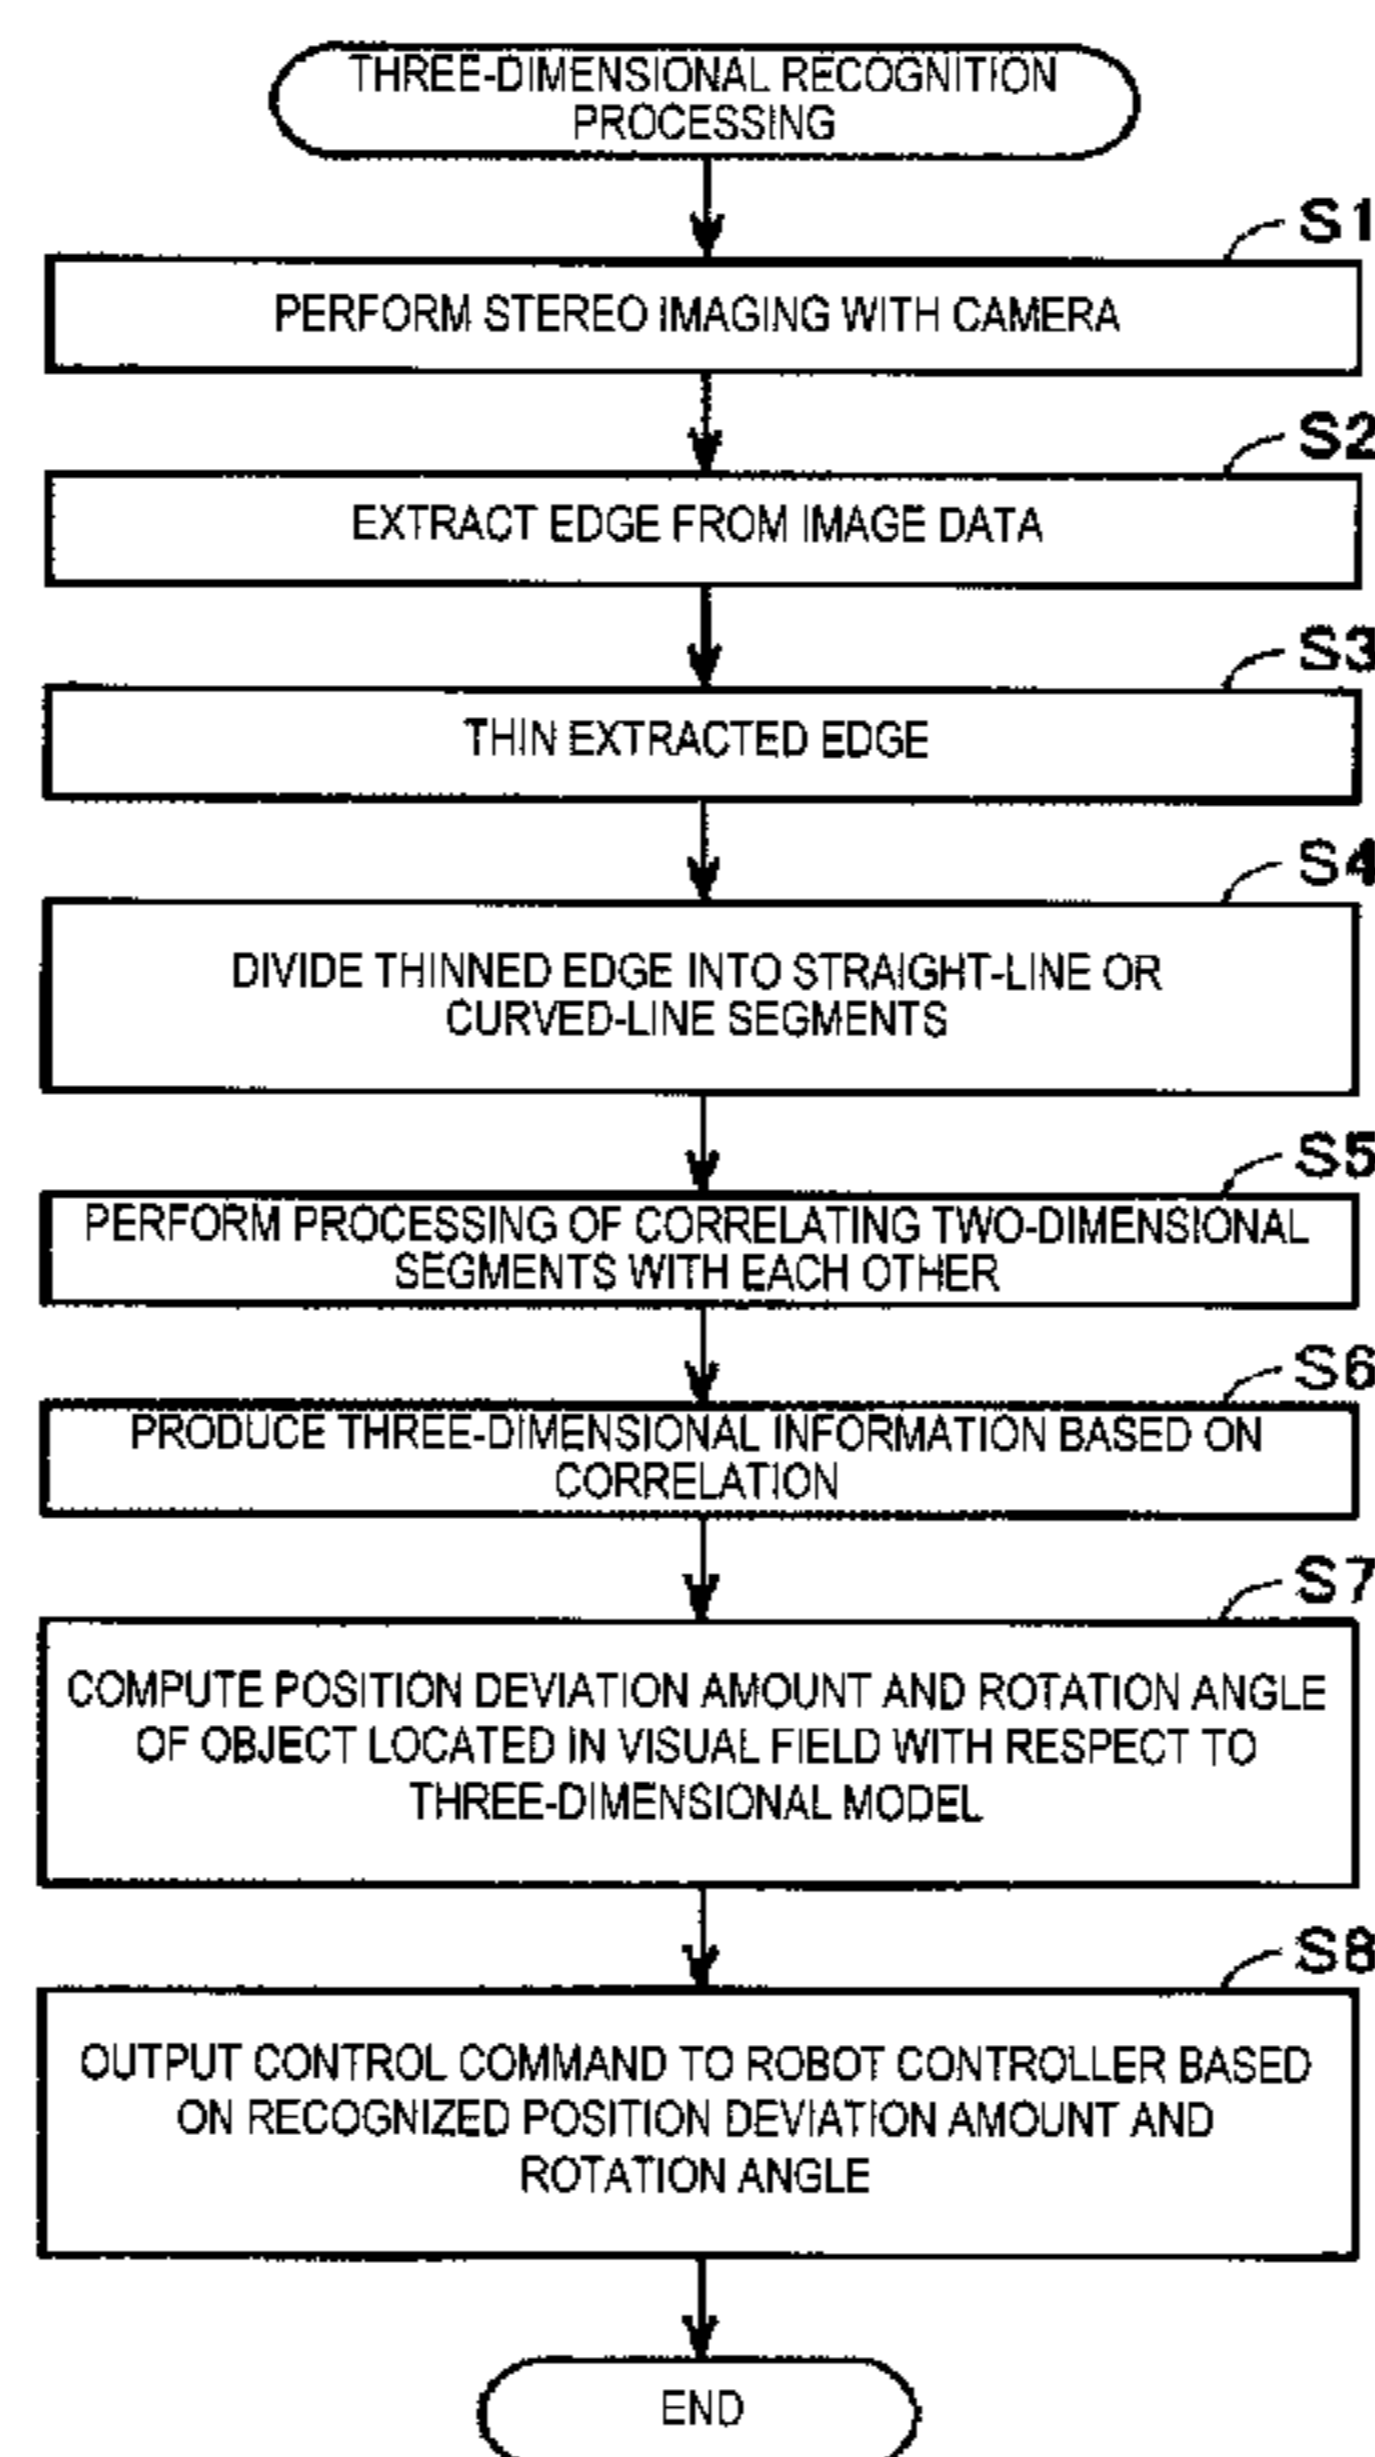 THREE-DIMENSIONAL RECOGNITION
PROCESSING
S1
PERFORM STEREO IMAGING WITH CAMERA
S2
EXTRACT EDGE FROM IMAGE DATA
S3
THIN EXTRACTED EDGE
S4
DIVIDE THINNED EDGE INTO STRAIGHT-LINE OR
CURVED-LINE SEGMENTS
S5
PERFORM PROCESSING OF CORRELATING TWO-DIMENSIONAL
SEGMENTS WITH EACH OTHER
S6
PRODUCE THREE-DIMENSIONAL INFORMATION BASED ON
CORRELATION
S7
COMPUTE POSITION DEVIATION AMOUNT AND ROTATION ANGLE
OF OBJECT LOCATED IN VISUAL FIELD WITH RESPECT TO
THREE-DIMENSIONAL MODEL
S8
OUTPUT CONTROL COMMAND TO ROBOT CONTROLLER BASED
ON RECOGNIZED POSITION DEVIATION AMOUNT AND
ROTATION ANGLE
END